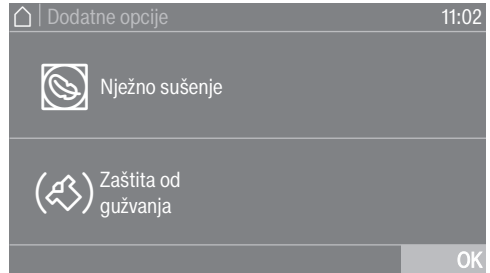 Dodatne opcije 11:02
Nježno sušenje
Zaštita od
gužvanja
OK